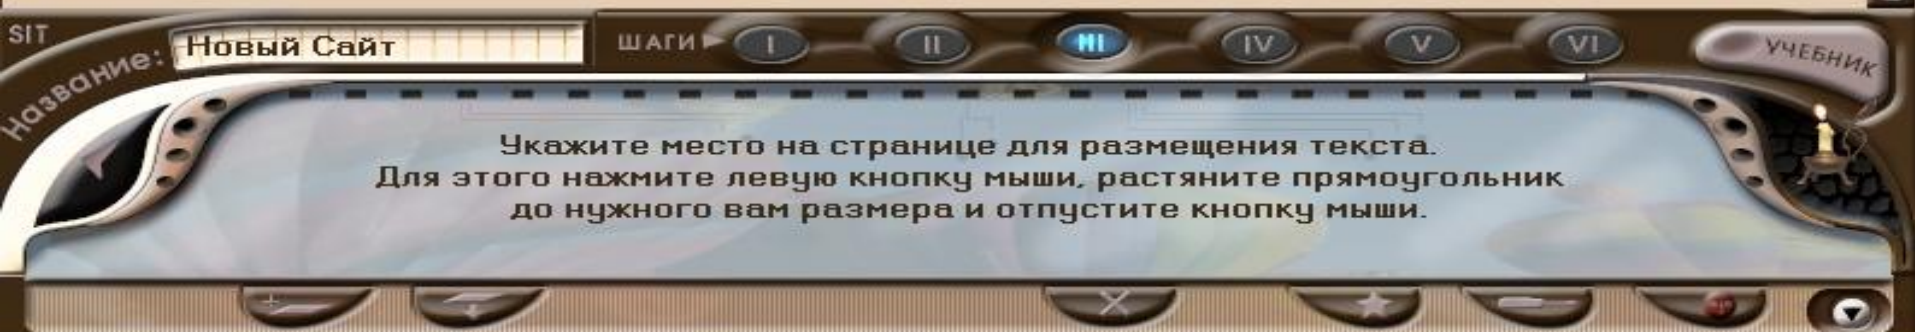 SIT
Название:
Новый Сайт
ШАГИ
I
II
III
IV
V
VI
УЧЕБНИК
Укажите место на странице для размещения текста.
Для этого нажмите левую кнопку мыши, растяните прямоугольник
до нужного вам размера и отпустите кнопку мыши.